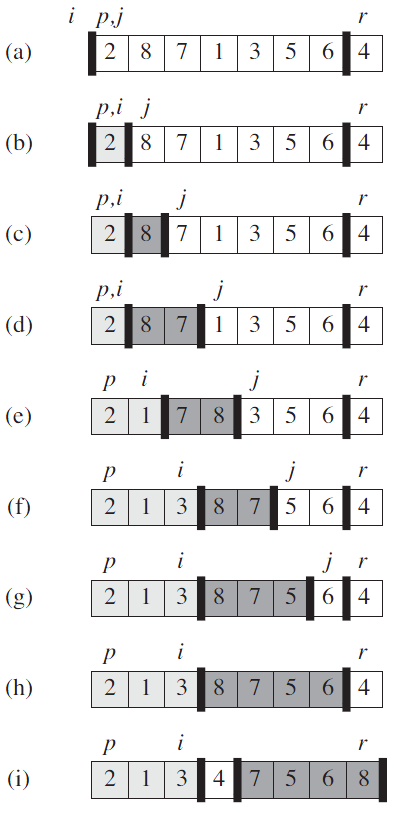 i p,j r
(a) 2 8 7 1 3 5 6 4
p,i j r
(b) 2 8 7 1 3 5 6 4
p,i j r
(c) 2 8 7 1 3 5 6 4
p,i j r
(d) 2 8 7 1 3 5 6 4
p i j r
(e) 2 1 7 8 3 5 6 4
p i j r
(f) 2 1 3 8 7 5 6 4
p i j r
(g) 2 1 3 8 7 5 6 4
p i r
(h) 2 1 3 8 7 5 6 4
p i r
(i) 2 1 3 4 7 5 6 8